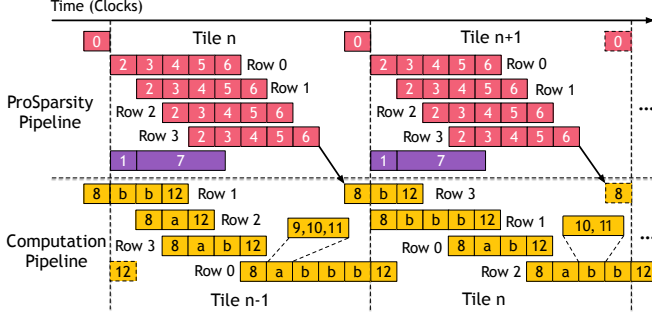 Time (Clocks)
0 Tile n 0 Tile n+1 0
2 3 4 5 6 Row 0 2 3 4 5 6 Row 0
2 3 4 5 6 Row 1 2 3 4 5 6 Row 1
ProSparsity Pipeline
Row 2 2 3 4 5 6 Row 2 2 3 4 5 6
Row 3 2 3 4 5 6 Row 3 2 3 4 5 6
...
1 7 1 7
8 b b 12 Row 1 8 b 12 Row 3 8
8 a 12 Row 2 9,10,11 8 b b b 12 Row 1 10, 11
Computation Pipeline
Row 3 8 a b 12 Row 0 8 a b 12
...
12 Row 0 8 a b b b 12 Row 2 8 a b b 12
Tile n-1 Tile n